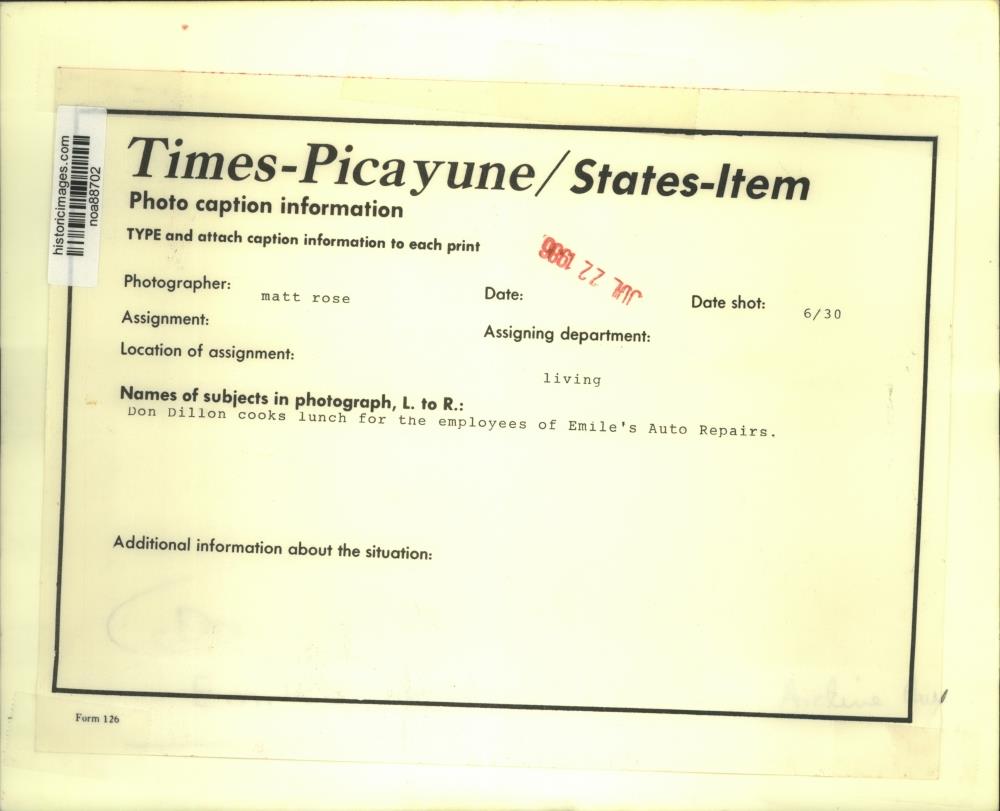 historicimages.com
noa88702
Times-Picayune/States-Item
Photo caption information
TYPE and attach caption information to each print
JUL 22 1986
Photographer: matt rose
Date:
Date shot: 6/30
Assignment:
Assigning department:
living
Location of assignment:
Names of subjects in photograph, L. to R.:
Don Dillon cooks lunch for the employees of Emile's Auto Repairs.
Additional information about the situation:
Form 126